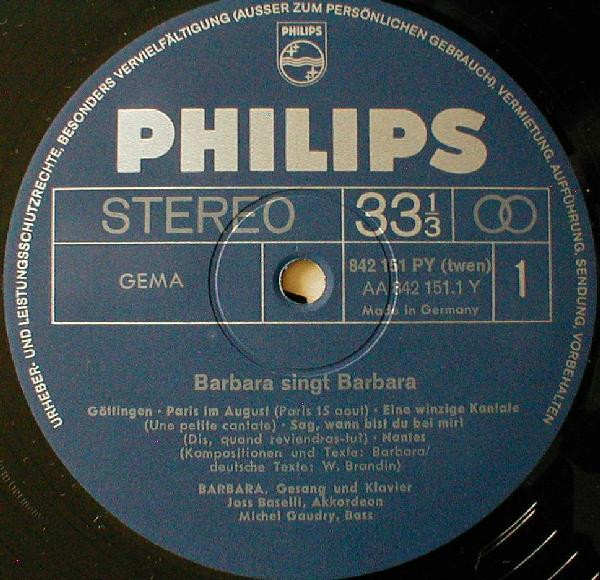 URHEBER- UND LEISTUNGSSCHUTZRECHTE, BESONDERS VERVIELFÄLTIGUNG (AUSSER ZUM PERSÖNLICHEN GEBRAUCH), VERMIETUNG, AUFFÜHRUNG, SENDUNG, VORBEHALTEN
PHILIPS
PHILIPS
STEREO 33 1/3
GEMA
842 151 PY (twen)
AA 842 151.1 Y
Made in Germany
1
Barbara singt Barbara
Göttingen · Paris im August (Paris 15 aout) · Eine winzige Kantate
(Une petite cantate) · Sag, wann bist du bei mir?
(Dis, quand reviendras-tu?) · Nantes
(Kompositionen und Texte: Barbara/
deutsche Texte: W. Brandin)
BARBARA, Gesang und Klavier
Joss Baselli, Akkordeon
Michel Gaudry, Bass